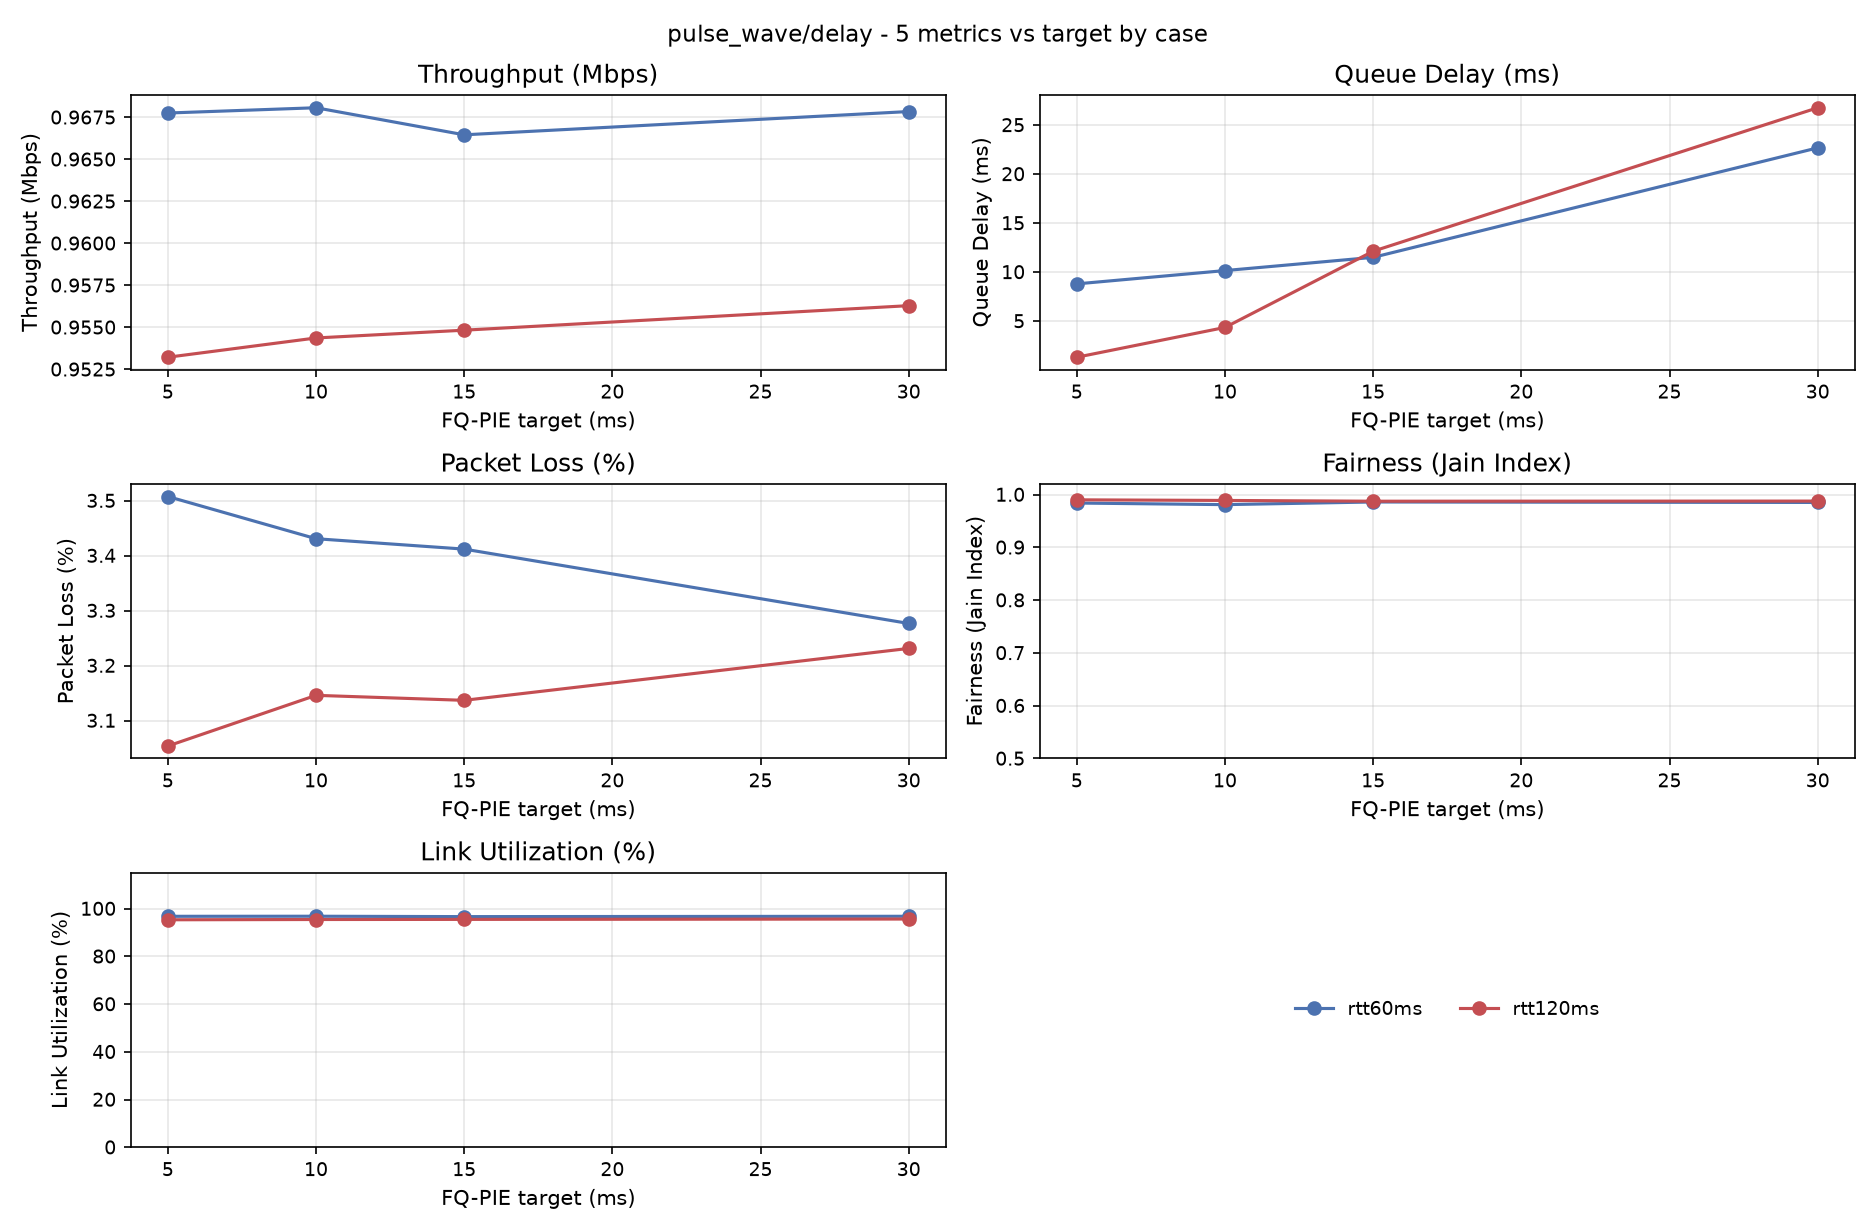 pulse_wave/delay - 5 metrics vs target by case
Throughput (Mbps)
Throughput (Mbps)
0.9675
0.9650
0.9625
0.9600
0.9575
0.9550
0.9525
5 10 15 20 25 30
FQ-PIE target (ms)
Queue Delay (ms)
Queue Delay (ms)
25
20
15
10
5
5 10 15 20 25 30
FQ-PIE target (ms)
Packet Loss (%)
Packet Loss (%)
3.5
3.4
3.3
3.2
3.1
5 10 15 20 25 30
FQ-PIE target (ms)
Fairness (Jain Index)
Fairness (Jain Index)
1.0
0.9
0.8
0.7
0.6
0.5
5 10 15 20 25 30
FQ-PIE target (ms)
Link Utilization (%)
Link Utilization (%)
100
80
60
40
20
0
5 10 15 20 25 30
FQ-PIE target (ms)
rtt60ms rtt120ms